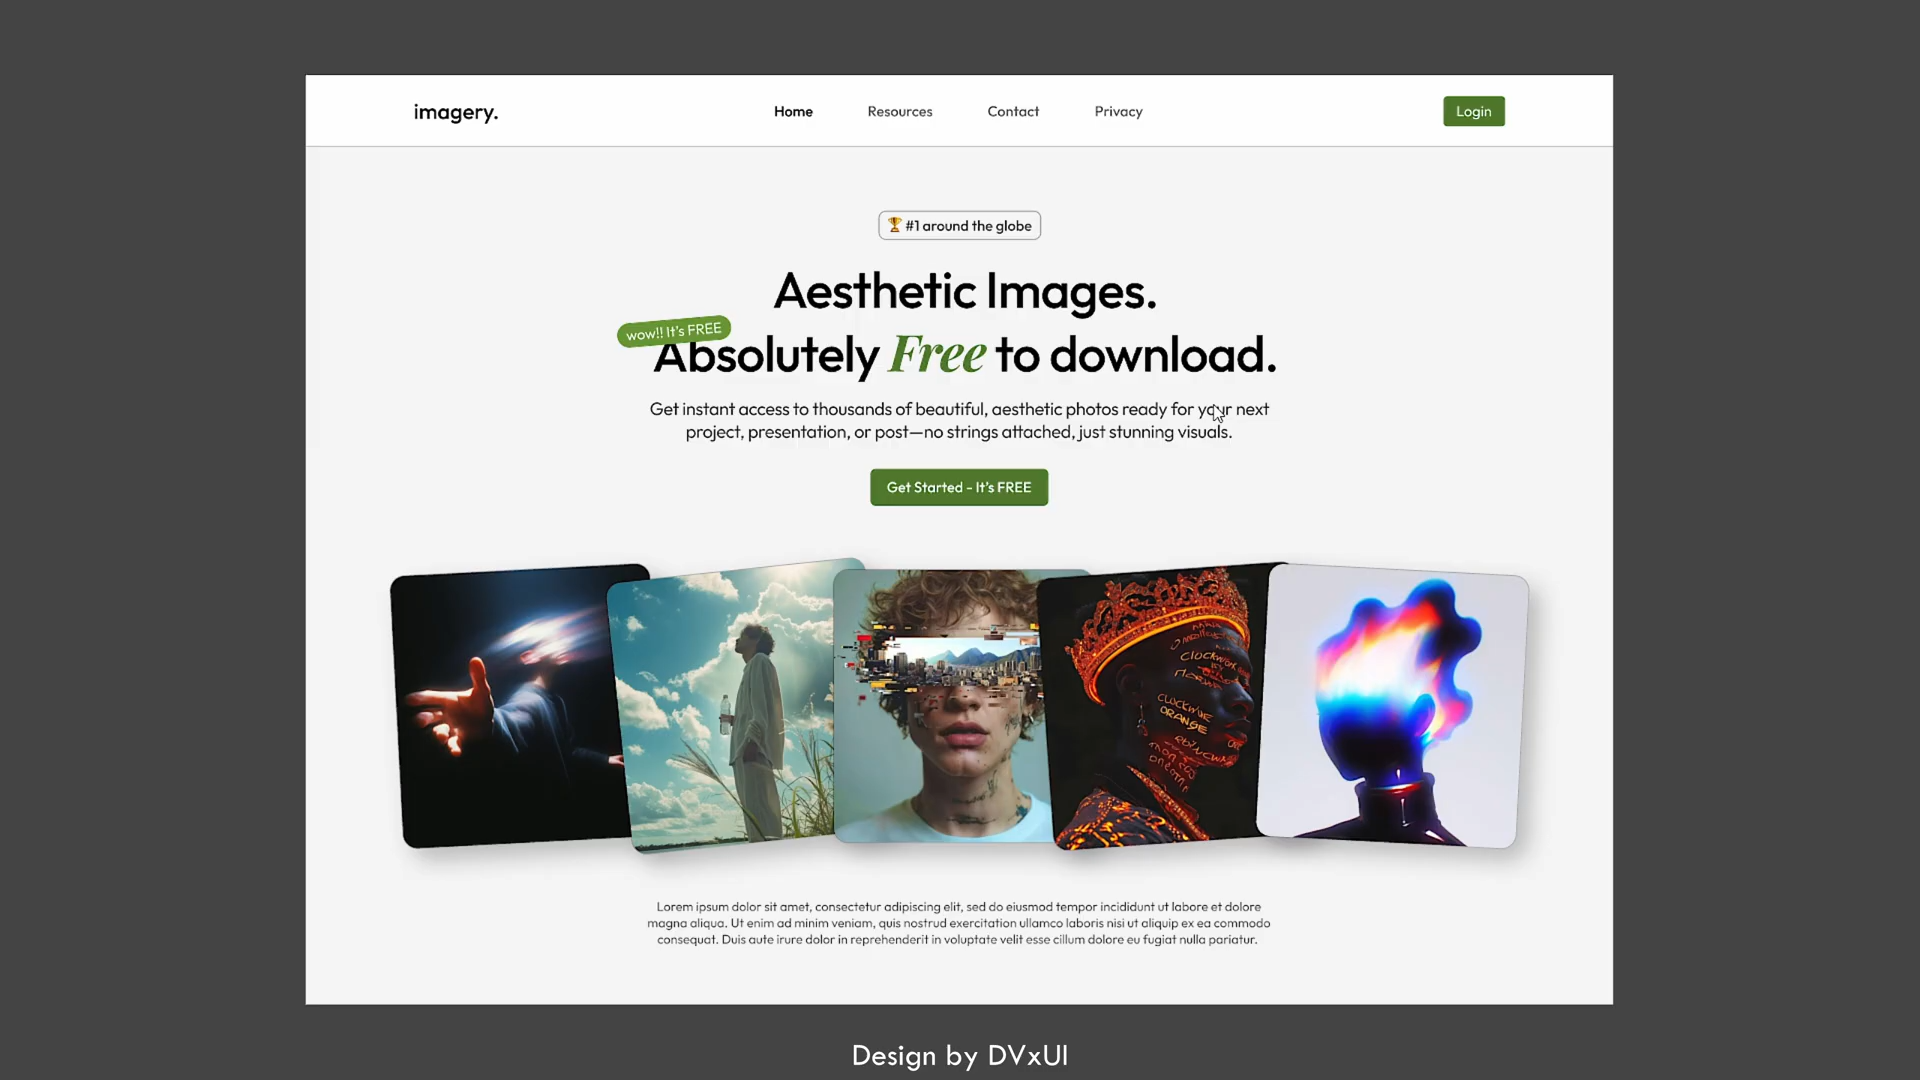 imagery.
Home
Resources
Contact
Privacy
Login
🏆 #1 around the globe
Aesthetic Images.
wow!! It's FREE
Absolutely Free to download.
Get instant access to thousands of beautiful, aesthetic photos ready for your next
project, presentation, or post—no strings attached, just stunning visuals.
Get Started - It's FREE
CLOCKWORK
CLOCKWORK
ORANGE
Lorem ipsum dolor sit amet, consectetur adipiscing elit, sed do eiusmod tempor incididunt ut labore et dolore
magna aliqua. Ut enim ad minim veniam, quis nostrud exercitation ullamco laboris nisi ut aliquip ex ea commodo
consequat. Duis aute irure dolor in reprehenderit in voluptate velit esse cillum dolore eu fugiat nulla pariatur.
Design by DVxUI